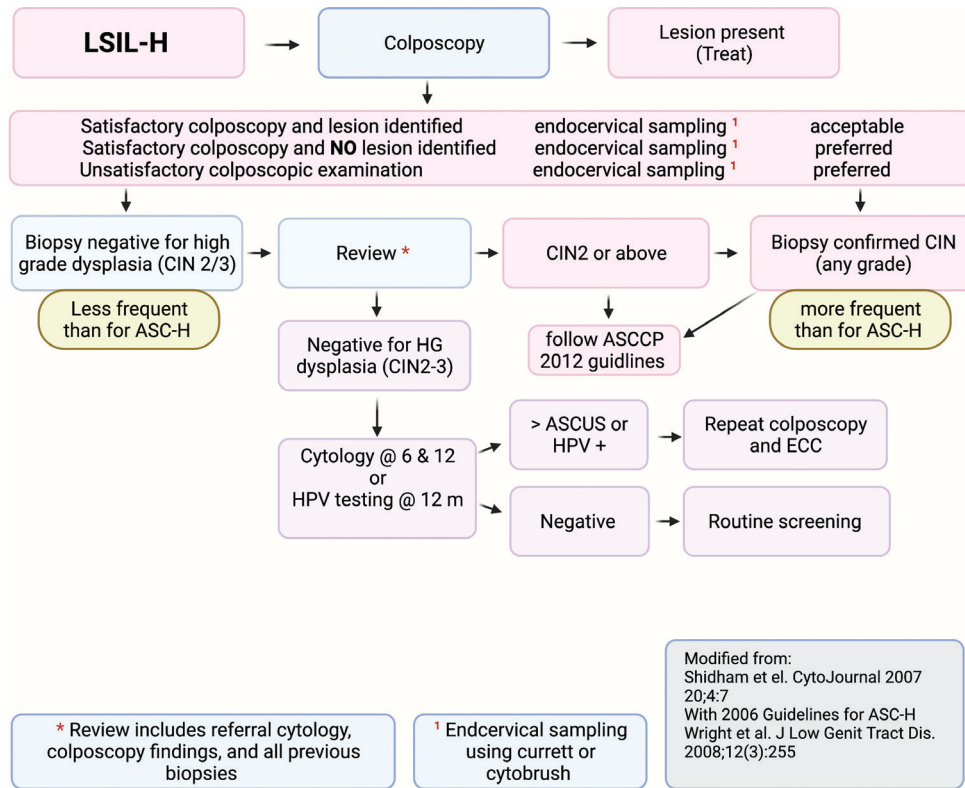 LSIL-H
Colposcopy
Lesion present
(Treat)
Satisfactory colposcopy and lesion identified endocervical sampling ¹ acceptable
Satisfactory colposcopy and NO lesion identified endocervical sampling ¹ preferred
Unsatisfactory colposcopic examination endocervical sampling ¹ preferred
Biopsy negative for high
grade dysplasia (CIN 2/3)
Review *
CIN2 or above
Biopsy confirmed CIN
(any grade)
Less frequent
than for ASC-H
more frequent
than for ASC-H
Negative for HG
dysplasia (CIN2-3)
follow ASCCP
2012 guidlines
Cytology @ 6 & 12
or
HPV testing @ 12 m
> ASCUS or
HPV +
Repeat colposcopy
and ECC
Negative
Routine screening
* Review includes referral cytology,
colposcopy findings, and all previous
biopsies
¹ Endcervical sampling
using currett or
cytobrush
Modified from:
Shidham et el. CytoJournal 2007
20;4:7
With 2006 Guidelines for ASC-H
Wright et al. J Low Genit Tract Dis.
2008;12(3):255